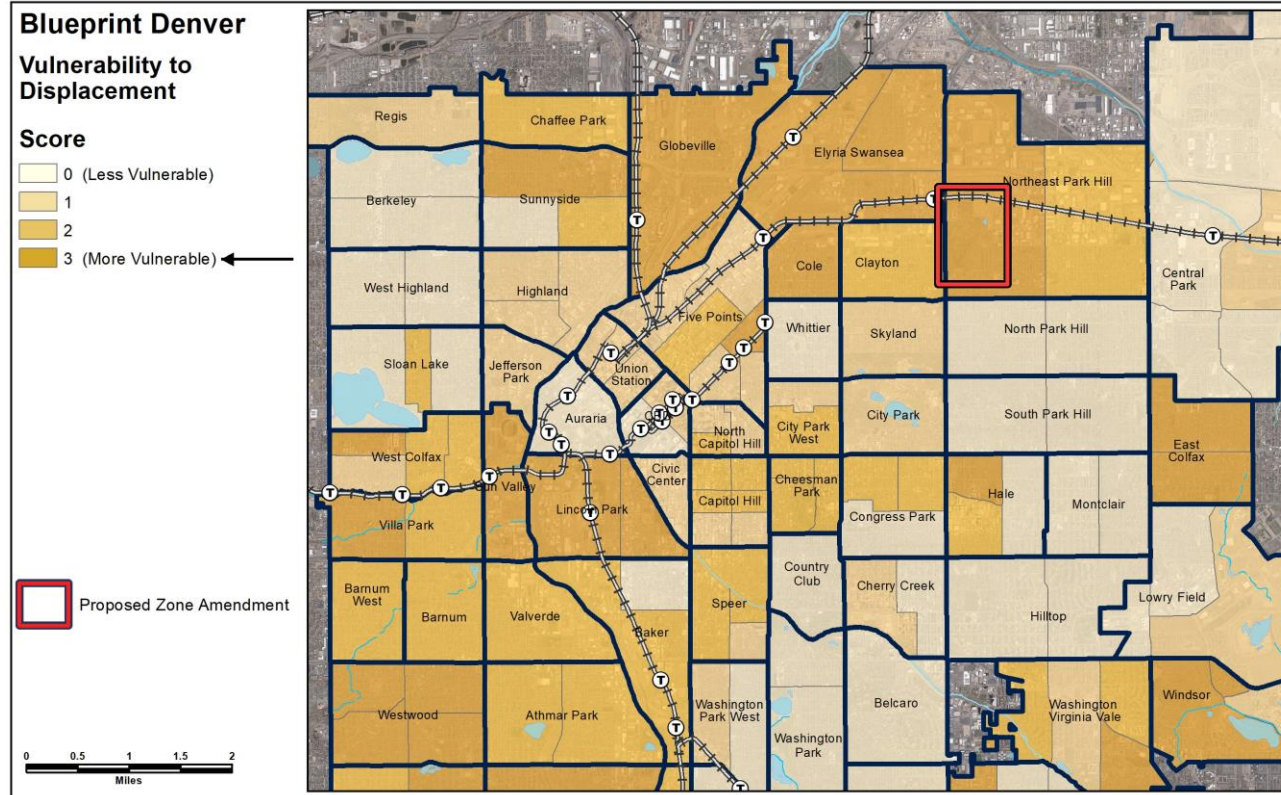 Blueprint Denver
Vulnerability to
Displacement
Score
0 (Less Vulnerable)
1
2
3 (More Vulnerable)
Proposed Zone Amendment
0 0.5 1 1.5 2
Miles
Regis
Chaffee Park
Globeville
Elyria Swansea
Northeast Park Hill
Berkeley
Sunnyside
T
T
T
T
T
Cole
Clayton
Central
Park
West Highland
Highland
Five Points
Whittier
Skyland
North Park Hill
T
T
T
T
Sloan Lake
Jefferson
Park
Union
Station
Auraria
T
T
T
T
T
T
T
North
Capitol Hill
City Park
West
City Park
South Park Hill
East
Colfax
West Colfax
T
T
T
T
T
T
Sun Valley
Civic
Center
Capitol Hill
Cheesman
Park
Hale
Montclair
Villa Park
Lincoln Park
T
Congress Park
Barnum
West
Barnum
Valverde
Baker
Speer
Country
Club
Cherry Creek
Hilltop
Lowry Field
T
Westwood
Athmar Park
Washington
Park West
Washington
Park
Belcaro
Washington
Virginia Vale
Windsor
T
T